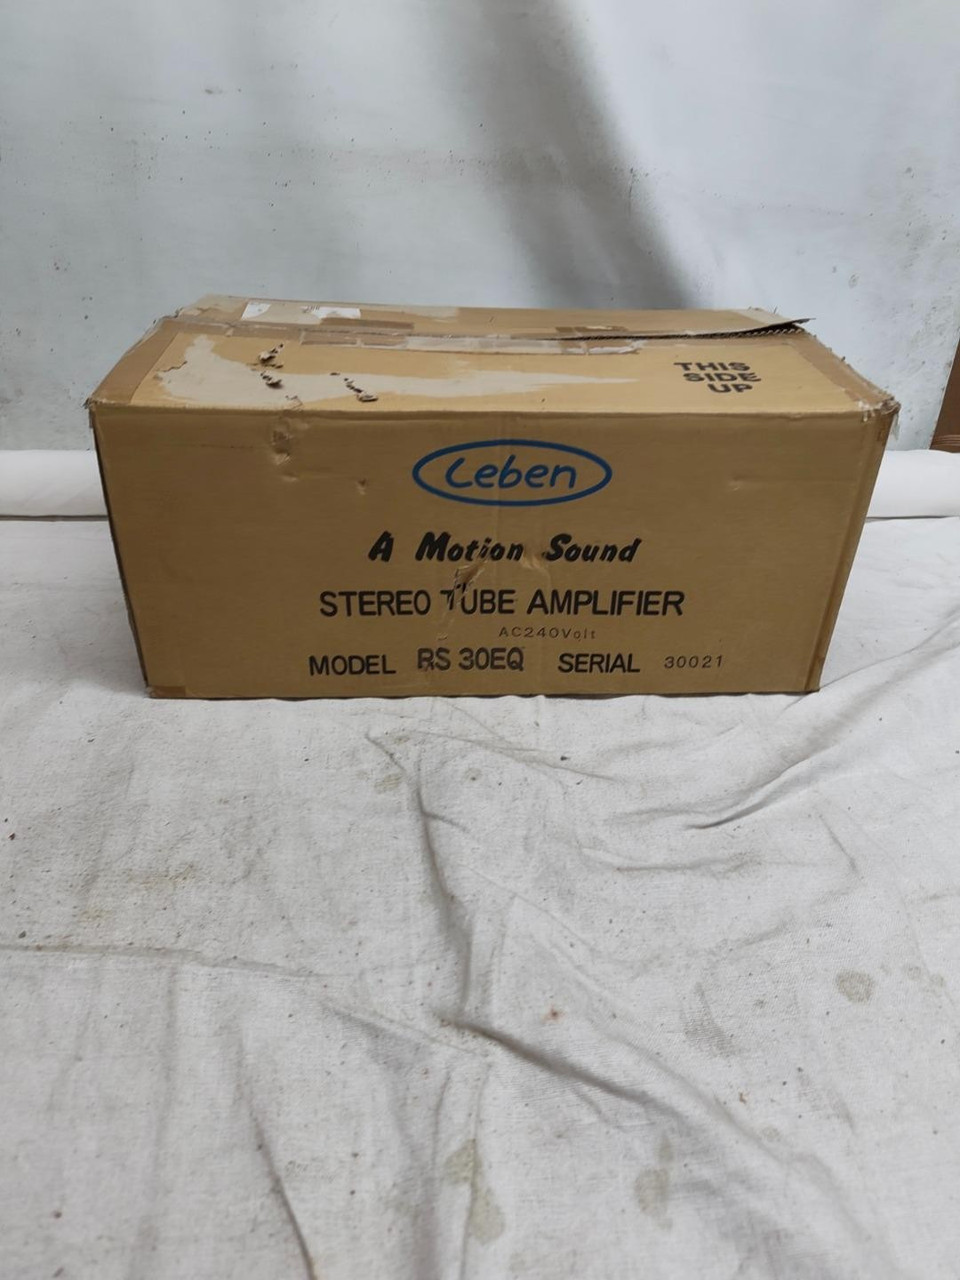 THIS
SIDE
UP
Leben
A Motion Sound
STEREO TUBE AMPLIFIER
AC240Volt
MODEL RS 30EQ SERIAL 30021